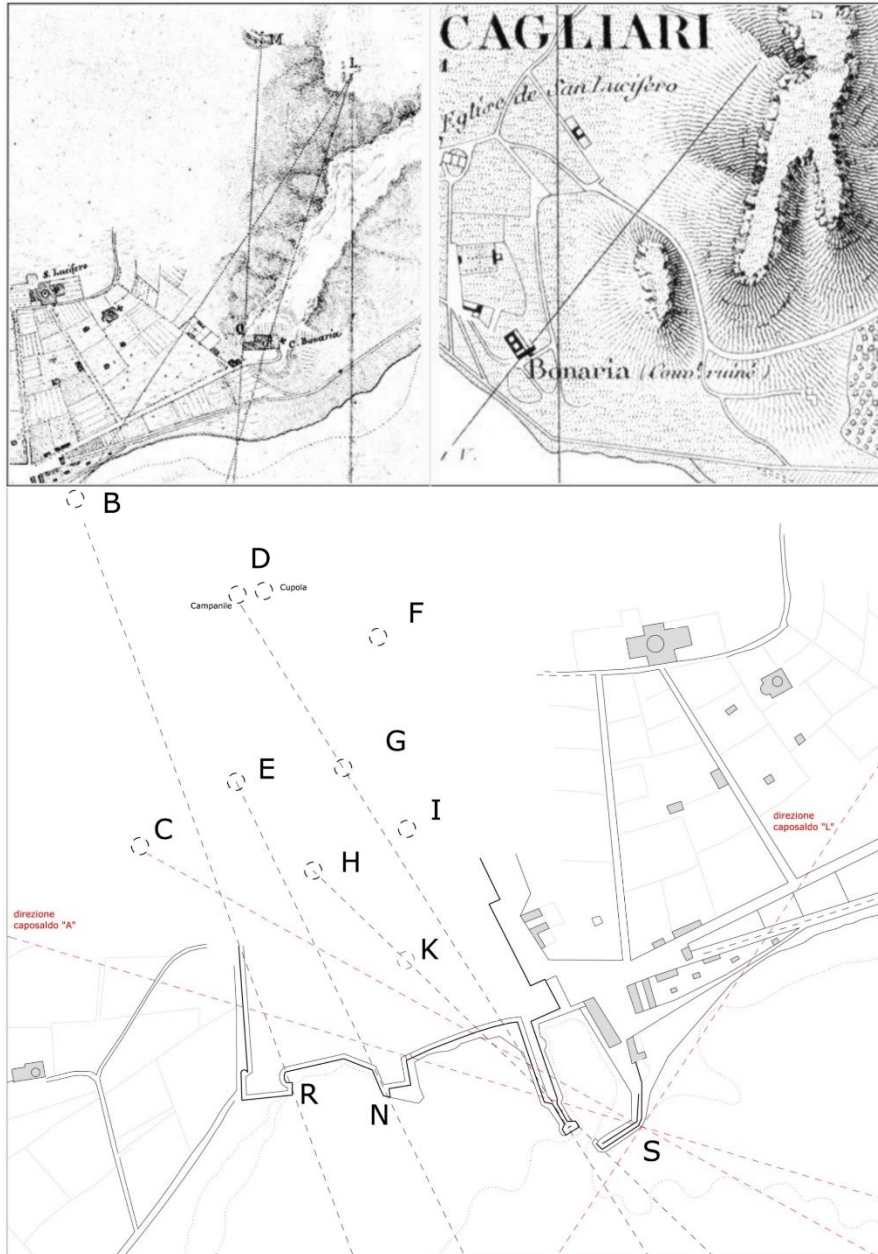 M
L
S. Lucifero
O
C. Bonaria
CAGLIARI
Eglise de San Lucifero
Bonaria (Couvt. ruiné)
B
D
Campanile
Cupola
F
G
E
I
C
H
direzione
caposaldo "L"
direzione
caposaldo "A"
K
R
N
S